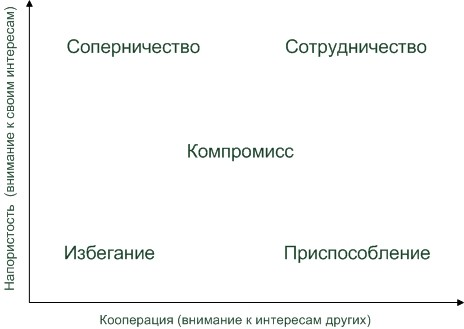 Напористость (внимание к своим интересам)
Соперничество
Сотрудничество
Компромисс
Избегание
Приспособление
Кооперация (внимание к интересам других)